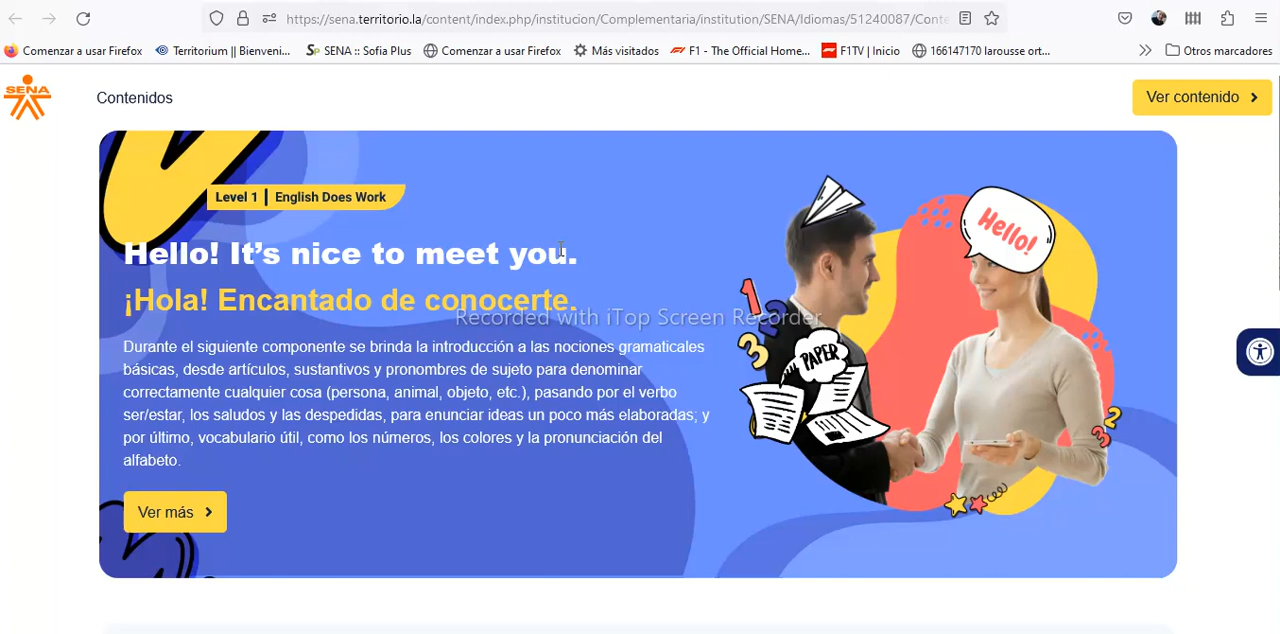 https://sena.territorio.la/content/index.php/institucion/Complementaria/institution/SENA/Idiomas/51240087/Conte
Comenzar a usar Firefox
Territorium || Bienveni...
SENA :: Sofia Plus
Comenzar a usar Firefox
Más visitados
F1 - The Official Home...
F1TV | Inicio
166147170 larousse ort...
Otros marcadores
SENA
Contenidos
Ver contenido
Level 1 | English Does Work
Hello! It’s nice to meet you.
¡Hola! Encantado de conocerte.
Recorded with iTop Screen Recorder
Durante el siguiente componente se brinda la introducción a las nociones gramaticales
básicas, desde artículos, sustantivos y pronombres de sujeto para denominar
correctamente cualquier cosa (persona, animal, objeto, etc.), pasando por el verbo
ser/estar, los saludos y las despedidas, para enunciar ideas un poco más elaboradas; y
por último, vocabulario útil, como los números, los colores y la pronunciación del
alfabeto.
Ver más
Hello!
1
2
3
PAPER
2
3